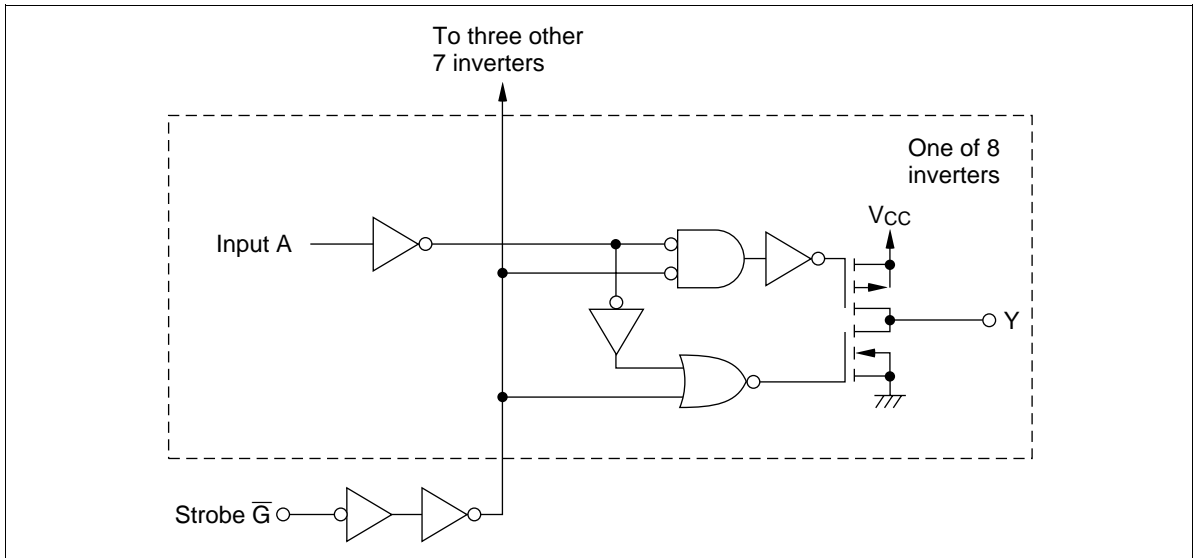 To three other
7 inverters
One of 8
inverters
VCC
Input A
Y
Strobe G̅